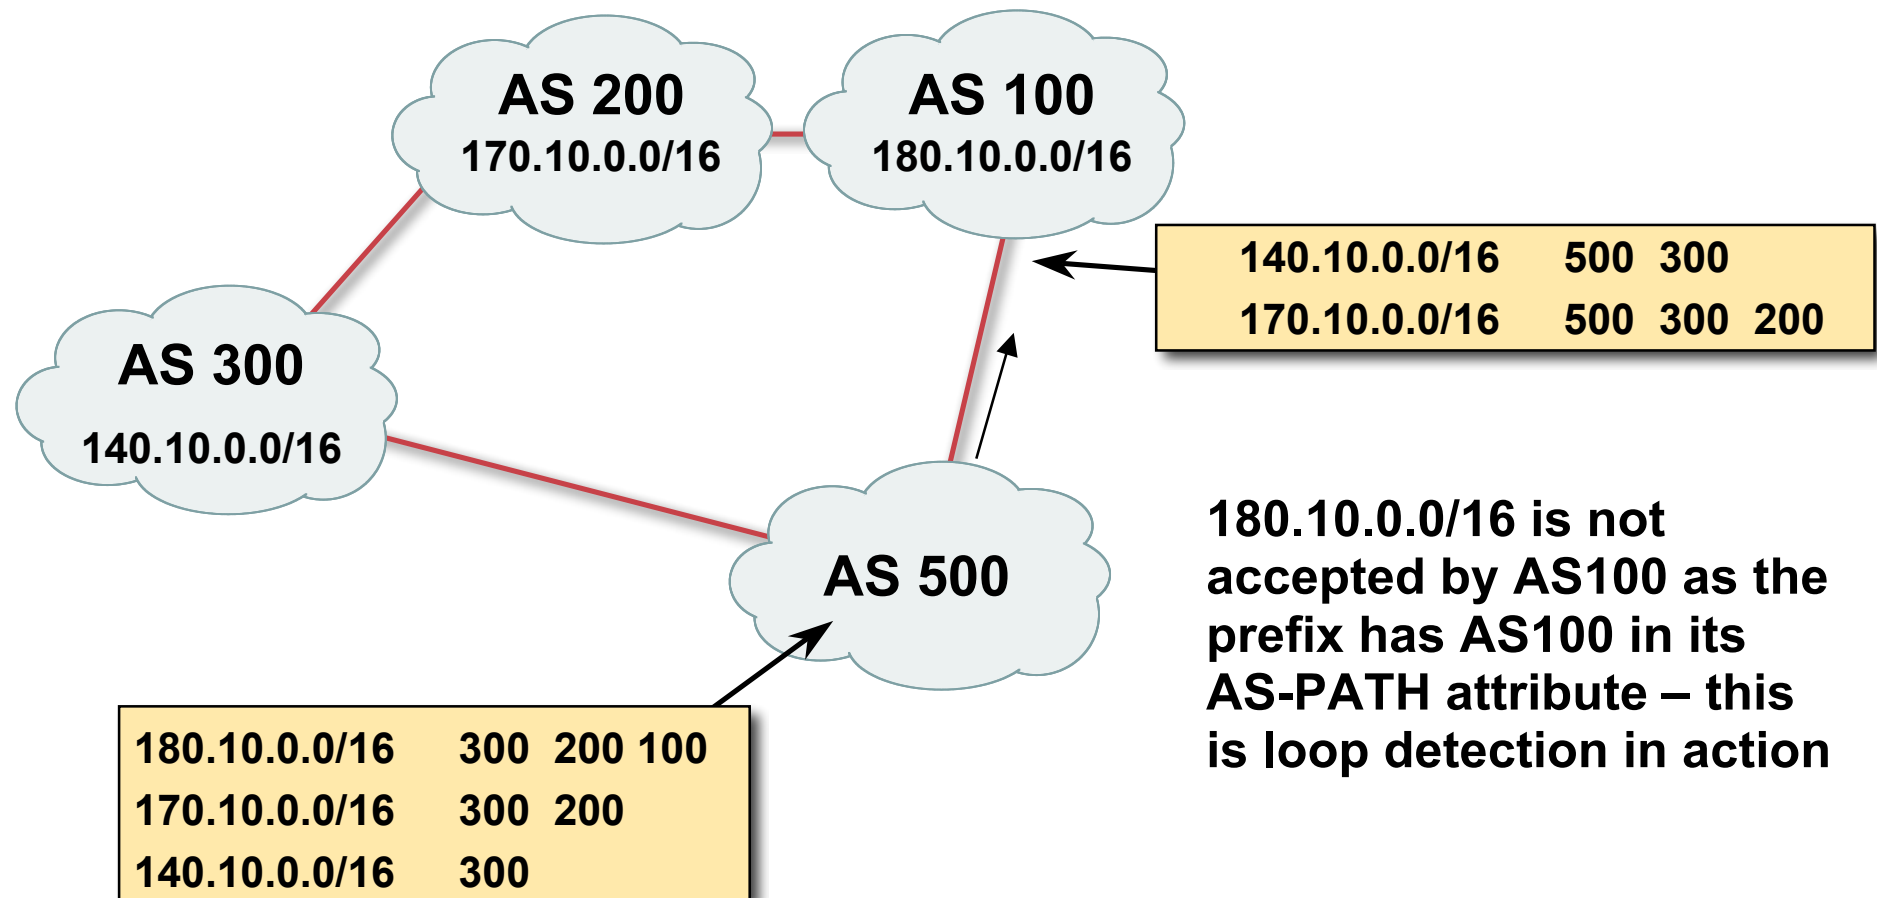 AS 200
170.10.0.0/16
AS 100
180.10.0.0/16
140.10.0.0/16 500 300
170.10.0.0/16 500 300 200
AS 300
140.10.0.0/16
AS 500
180.10.0.0/16 is not
accepted by AS100 as the
prefix has AS100 in its
AS-PATH attribute – this
is loop detection in action
180.10.0.0/16 300 200 100
170.10.0.0/16 300 200
140.10.0.0/16 300